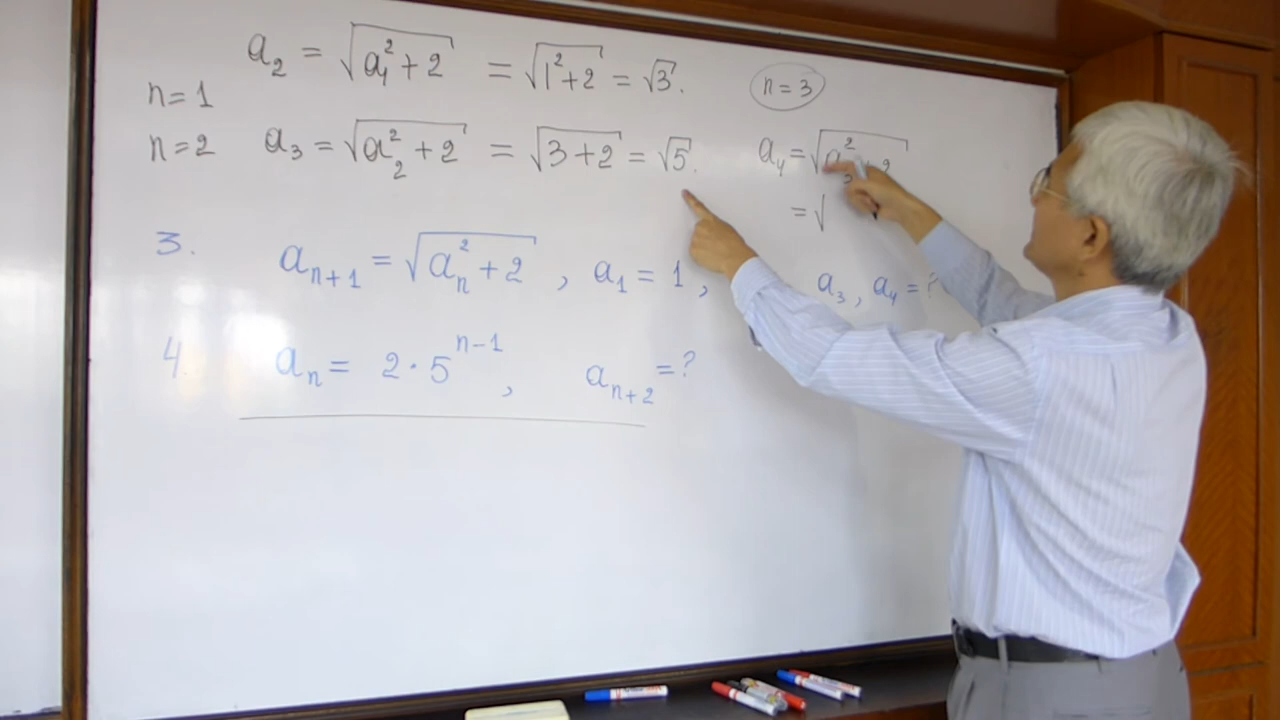 a₂ = √(a₁² + 2) = √(1² + 2) = √3.
n = 1
n = 2 a₃ = √(a₂² + 2) = √(3 + 2) = √5.
n = 3
a₄ = √(a₃² + 2)
= √
3. aₙ₊₁ = √(aₙ² + 2) , a₁ = 1 , a₃ , a₄ = ?
4. aₙ = 2 · 5ⁿ⁻¹ , aₙ₊₂ = ?